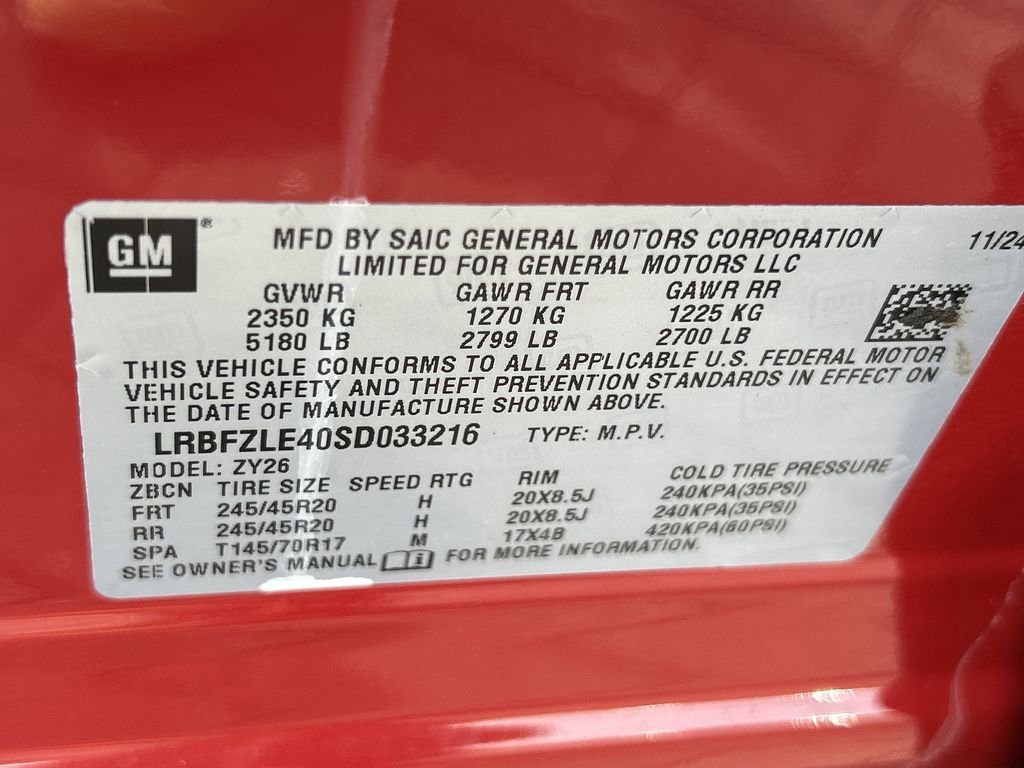 GM ®
MFD BY SAIC GENERAL MOTORS CORPORATION 11/24
LIMITED FOR GENERAL MOTORS LLC
GVWR GAWR FRT GAWR RR
2350 KG 1270 KG 1225 KG
5180 LB 2799 LB 2700 LB
THIS VEHICLE CONFORMS TO ALL APPLICABLE U.S. FEDERAL MOTOR
VEHICLE SAFETY AND THEFT PREVENTION STANDARDS IN EFFECT ON
THE DATE OF MANUFACTURE SHOWN ABOVE.
LRBFZLE40SD033216 TYPE: M.P.V.
MODEL: ZY26
ZBCN TIRE SIZE SPEED RTG RIM COLD TIRE PRESSURE
FRT 245/45R20 H 20X8.5J 240KPA(35PSI)
RR 245/45R20 H 20X8.5J 240KPA(35PSI)
SPA T145/70R17 M 17X4B 420KPA(60PSI)
SEE OWNER'S MANUAL FOR MORE INFORMATION.